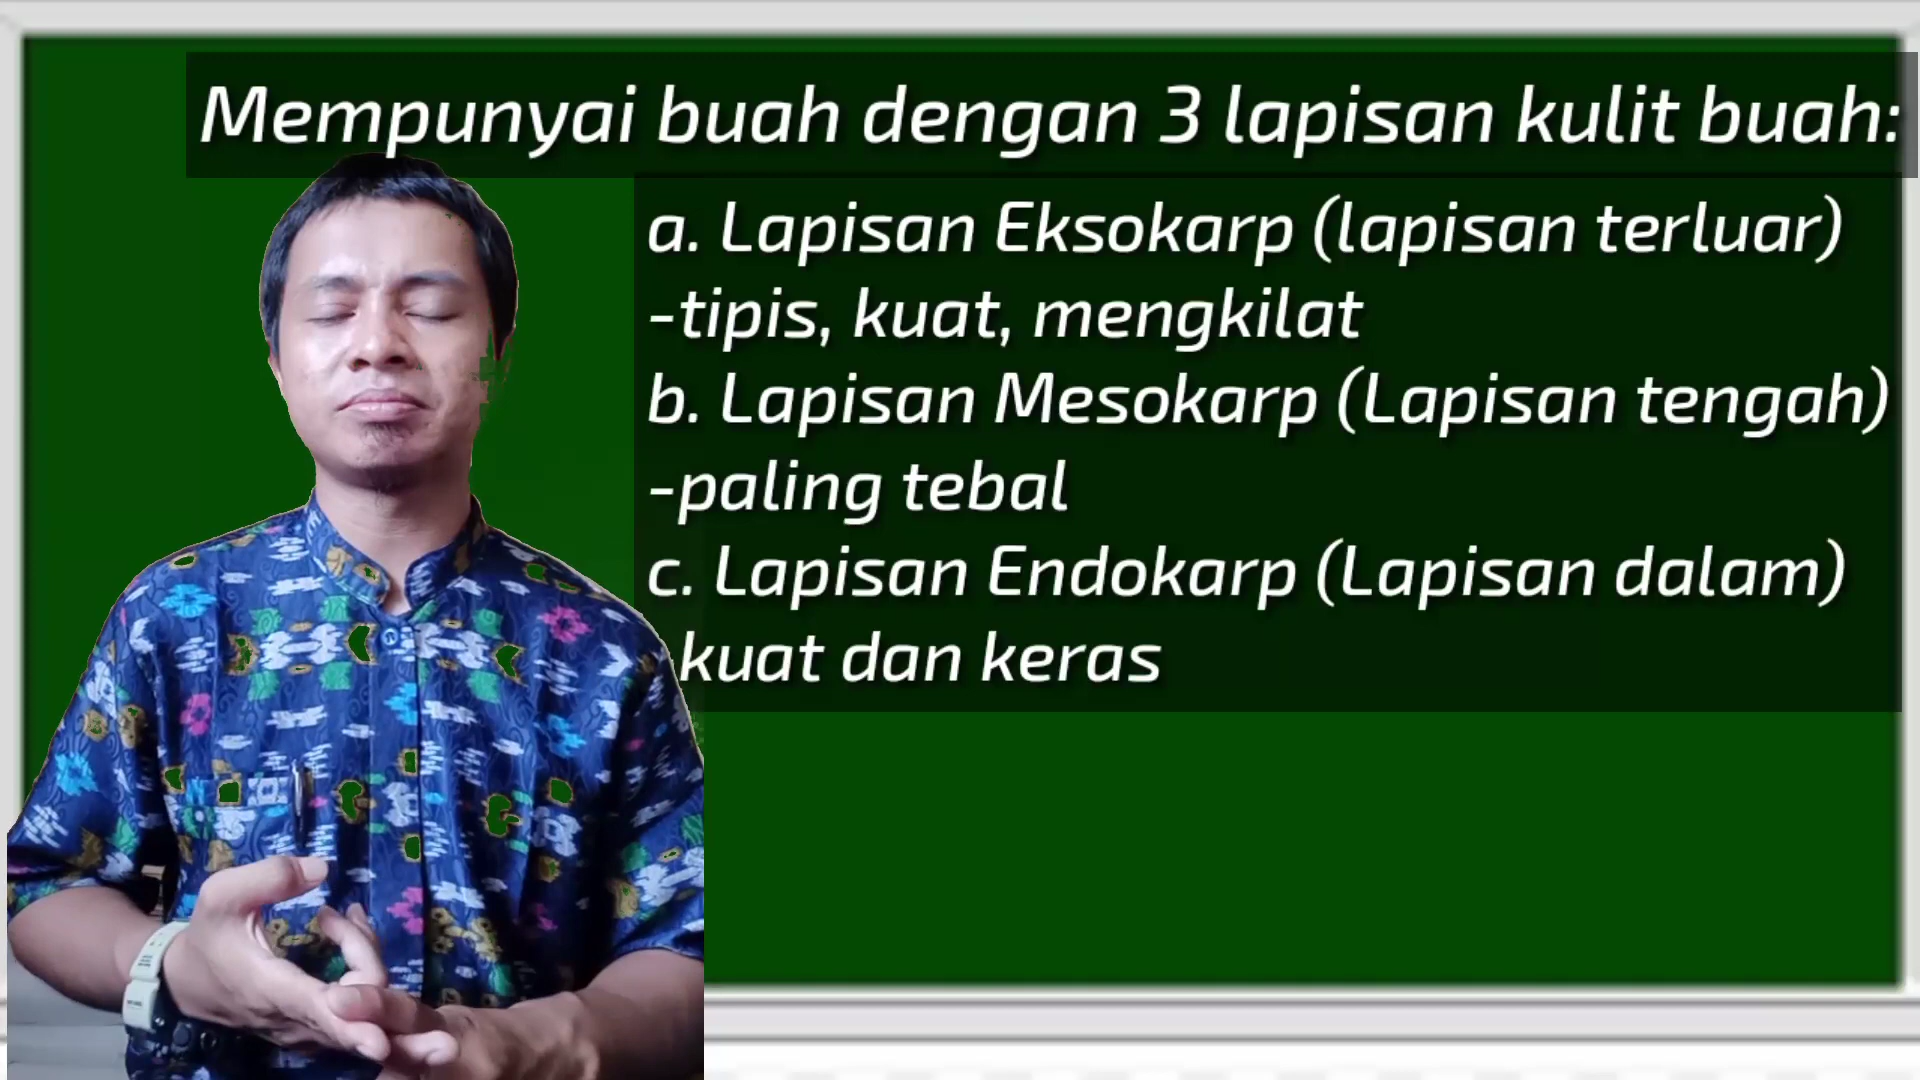 Mempunyai buah dengan 3 lapisan kulit buah:
a. Lapisan Eksokarp (lapisan terluar)
-tipis, kuat, mengkilat
b. Lapisan Mesokarp (Lapisan tengah)
-paling tebal
c. Lapisan Endokarp (Lapisan dalam)
kuat dan keras